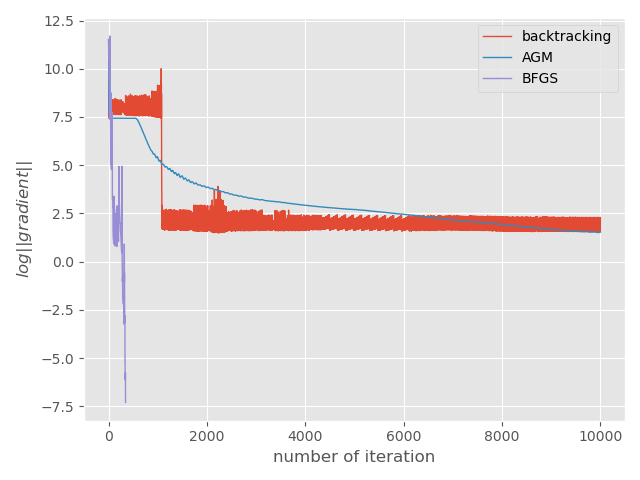 12.5
10.0
7.5
5.0
2.5
0.0
−2.5
−5.0
−7.5
log||gradient||
0 2000 4000 6000 8000 10000
number of iteration
backtracking
AGM
BFGS